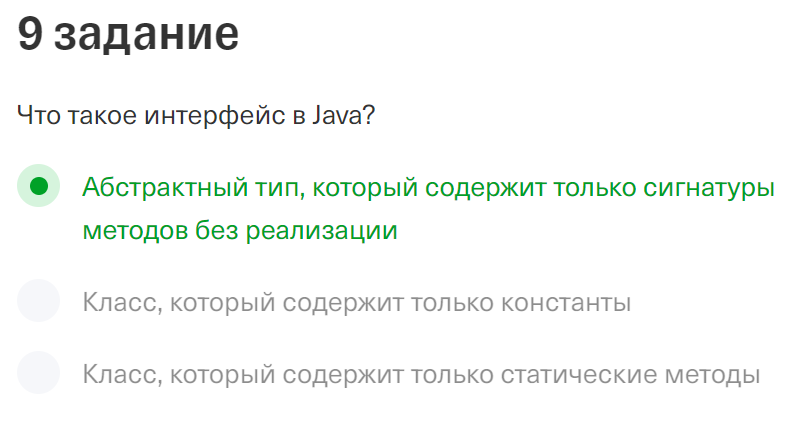 9 задание
Что такое интерфейс в Java?
Абстрактный тип, который содержит только сигнатуры
методов без реализации
Класс, который содержит только константы
Класс, который содержит только статические методы